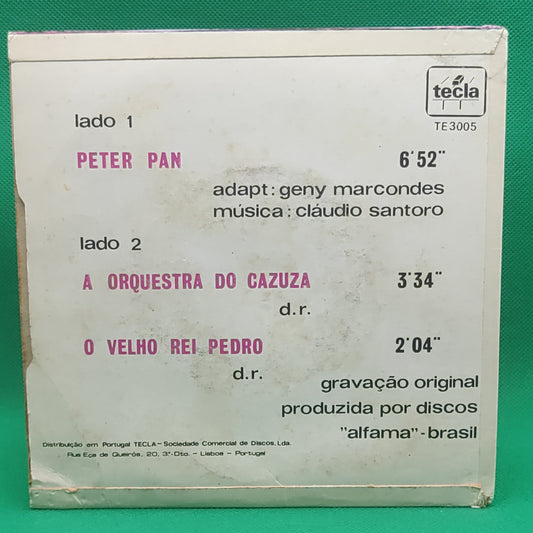 tecla
TE3005
lado 1
PETER PAN 6'52"
adapt: geny marcondes
música: cláudio santoro
lado 2
A ORQUESTRA DO CAZUZA 3'34"
d.r.
O VELHO REI PEDRO 2'04"
d.r.
gravação original
produzida por discos
"alfama"-brasil
Distribuição em Portugal TECLA-Sociedade Comercial de Discos, Lda.
Rua Eça de Queirós, 20, 3º-Dto. - Lisboa - Portugal